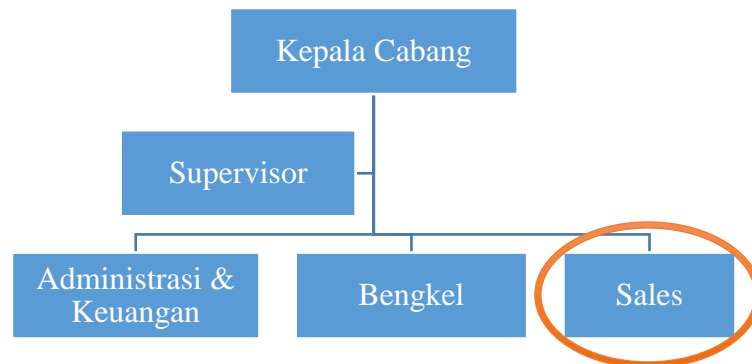 Kepala Cabang
Supervisor
Administrasi &
Keuangan
Bengkel
Sales